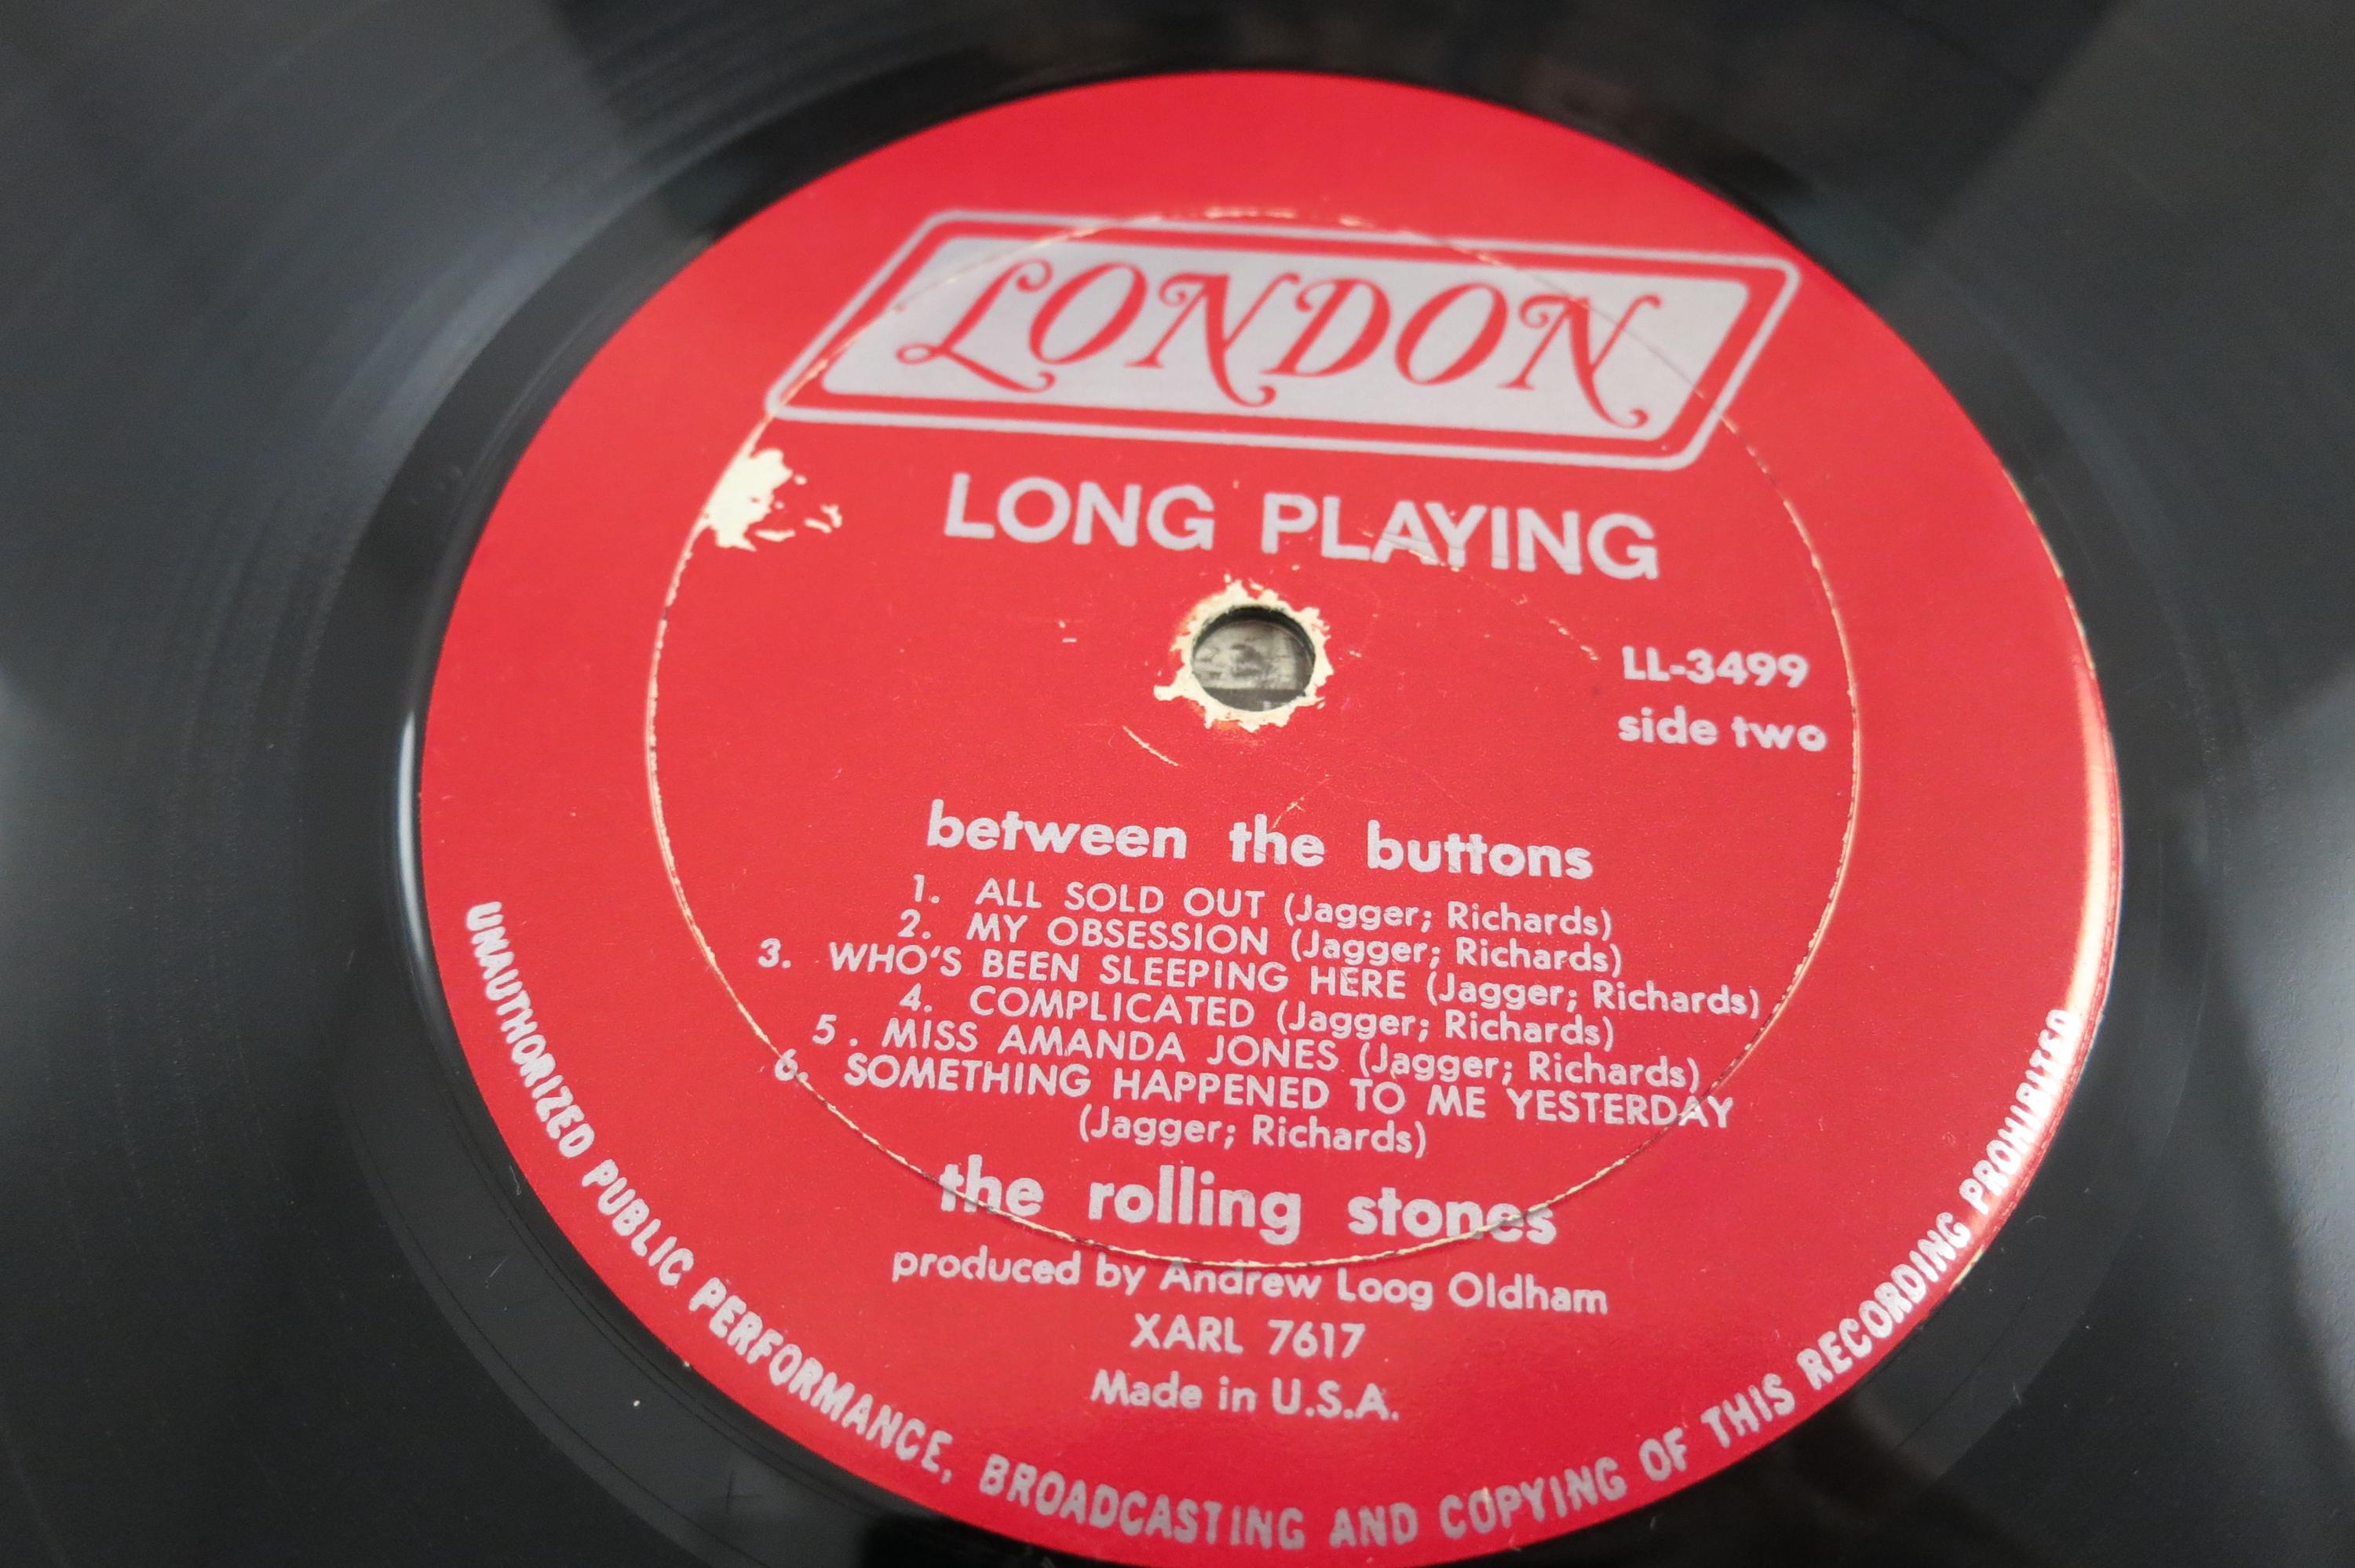 LONDON
LONG PLAYING
LL-3499
side two
between the buttons
1. ALL SOLD OUT (Jagger; Richards)
2. MY OBSESSION (Jagger; Richards)
3. WHO'S BEEN SLEEPING HERE (Jagger; Richards)
4. COMPLICATED (Jagger; Richards)
5. MISS AMANDA JONES (Jagger; Richards)
6. SOMETHING HAPPENED TO ME YESTERDAY
(Jagger; Richards)
the rolling stones
produced by Andrew Loog Oldham
XARL 7617
Made in U.S.A.
UNAUTHORIZED PUBLIC PERFORMANCE, BROADCASTING AND COPYING OF THIS RECORDING PROHIBITED